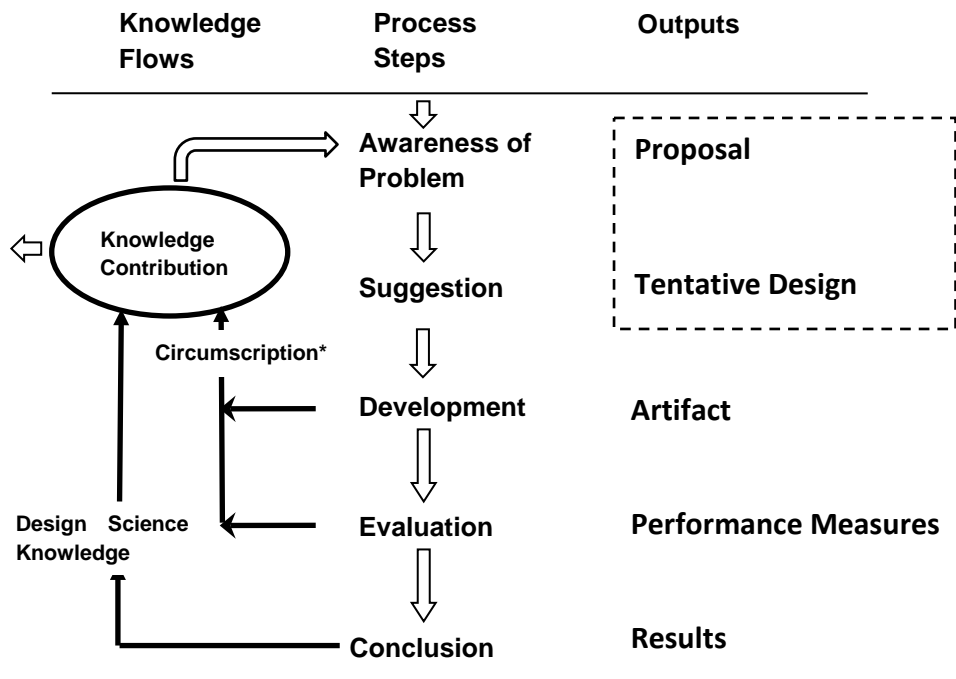 Knowledge
Flows
Process
Steps
Outputs
Awareness of
Problem
Proposal
Knowledge
Contribution
Suggestion
Tentative Design
Circumscription*
Development
Artifact
Design Science
Knowledge
Evaluation
Performance Measures
Conclusion
Results